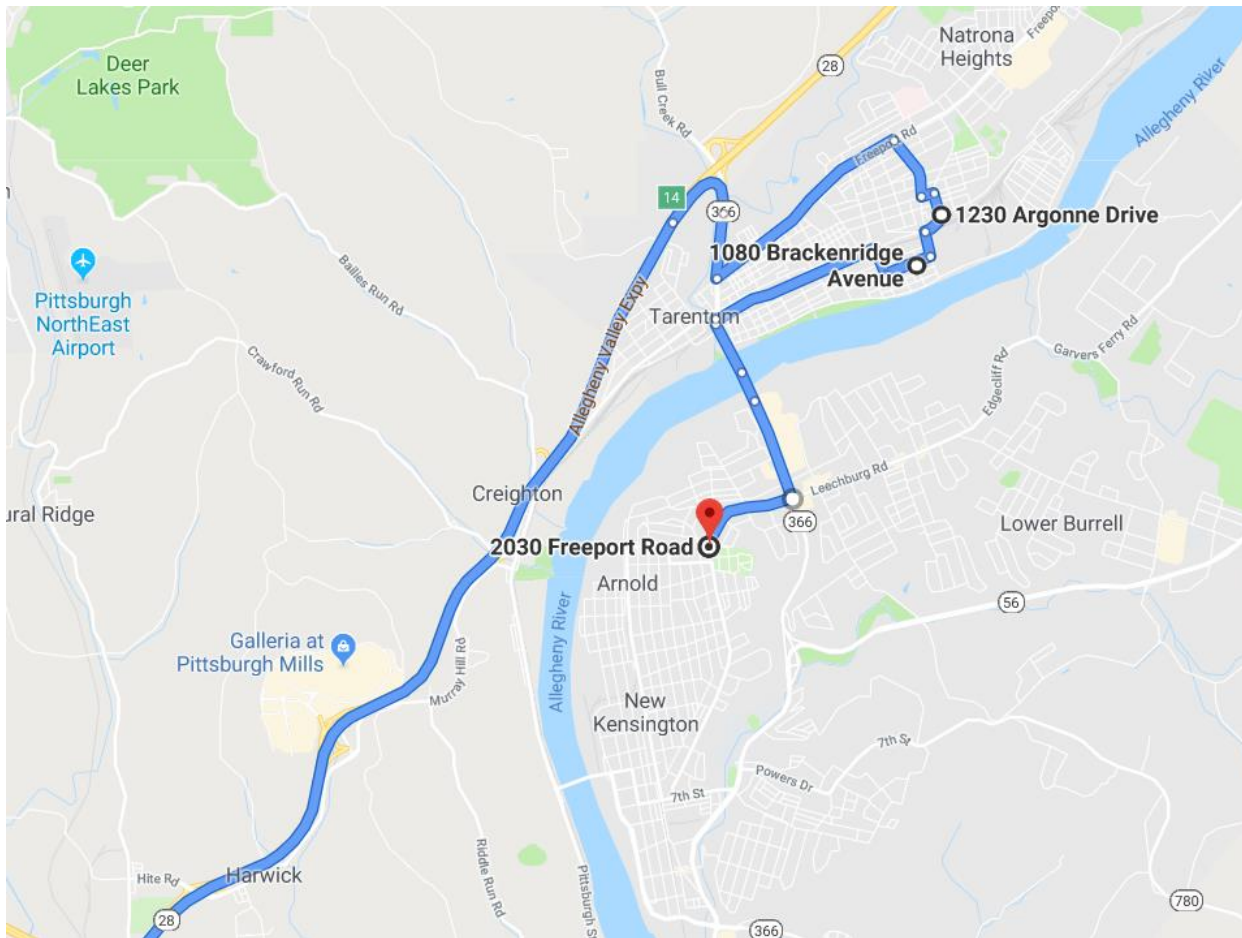 Natrona
Heights
Freepo
Deer
Lakes Park
28
Bull Creek Rd
Allegheny River
Freeport Rd
14
366
1230 Argonne Drive
1080 Brackenridge
Avenue
Bailies Run Rd
Pittsburgh
NorthEast
Airport
Tarentum
Garvers Ferry Rd
Crawford Run Rd
Allegheny Valley Expy
Edgecliff Rd
Leechburg Rd
Creighton
ural Ridge
366
Lower Burrell
2030 Freeport Road
Arnold
56
Galleria at
Pittsburgh Mills
Murray Hill Rd
Allegheny River
New
Kensington
7th St
Powers Dr
7th St
Riddle Run Rd
Pittsburgh S
Hite Rd
Harwick
28
366
780